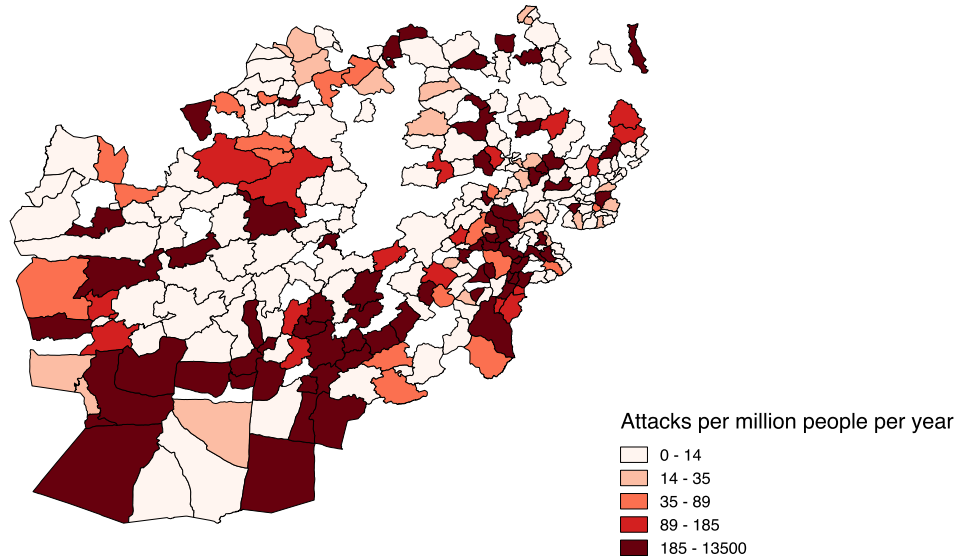 Attacks per million people per year
0 - 14
14 - 35
35 - 89
89 - 185
185 - 13500